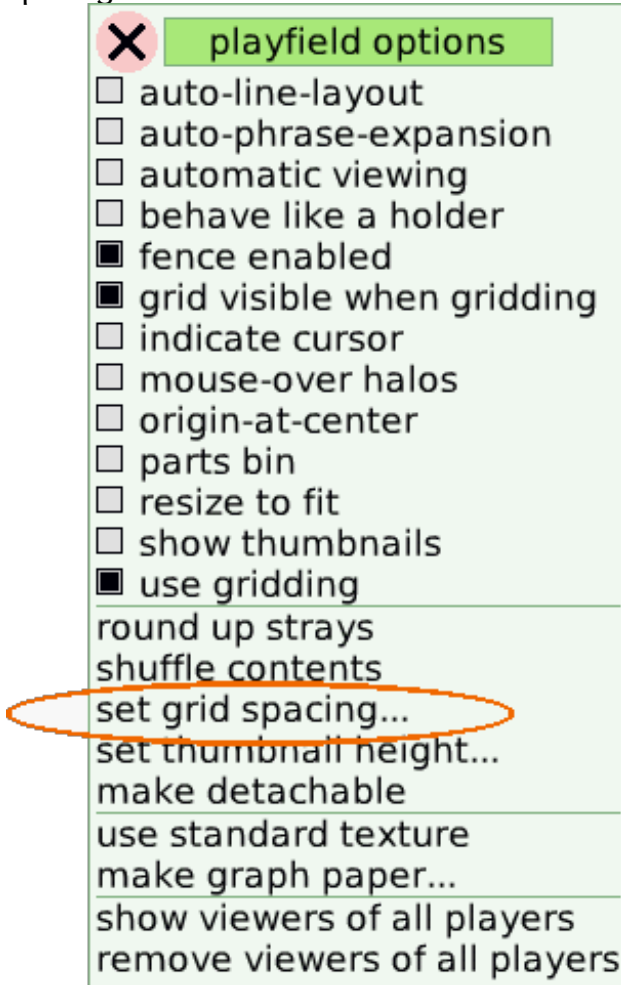 playfield options
auto-line-layout
auto-phrase-expansion
automatic viewing
behave like a holder
fence enabled
grid visible when gridding
indicate cursor
mouse-over halos
origin-at-center
parts bin
resize to fit
show thumbnails
use gridding
round up strays
shuffle contents
set grid spacing...
set thumbnail height...
make detachable
use standard texture
make graph paper...
show viewers of all players
remove viewers of all players